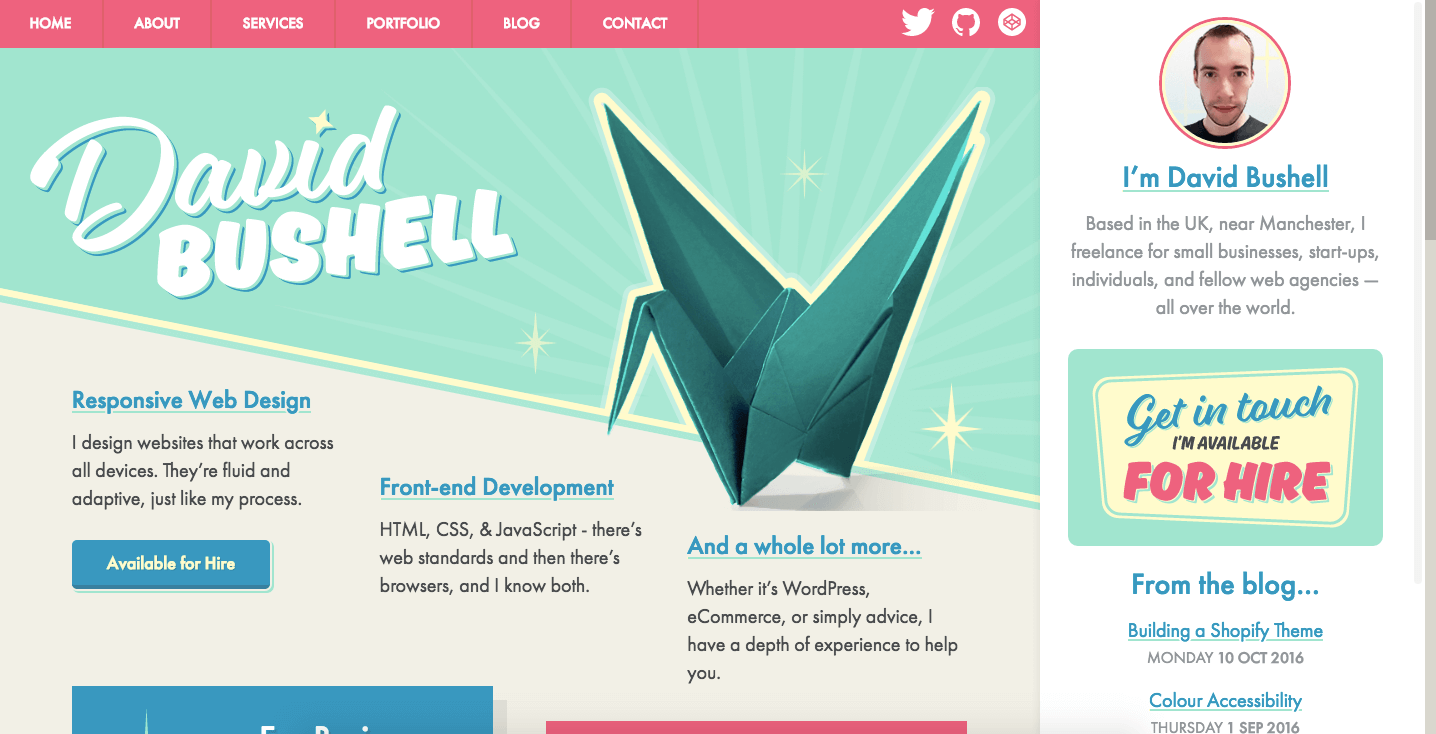 HOME
ABOUT
SERVICES
PORTFOLIO
BLOG
CONTACT
David
BUSHELL
Responsive Web Design
I design websites that work across
all devices. They’re fluid and
adaptive, just like my process.
Available for Hire
Front-end Development
HTML, CSS, & JavaScript - there’s
web standards and then there’s
browsers, and I know both.
And a whole lot more…
Whether it’s WordPress,
eCommerce, or simply advice, I
have a depth of experience to help
you.
I’m David Bushell
Based in the UK, near Manchester, I
freelance for small businesses, start-ups,
individuals, and fellow web agencies —
all over the world.
Get in touch
I'M AVAILABLE
FOR HIRE
From the blog…
Building a Shopify Theme
MONDAY 10 OCT 2016
Colour Accessibility
THURSDAY 1 SEP 2016